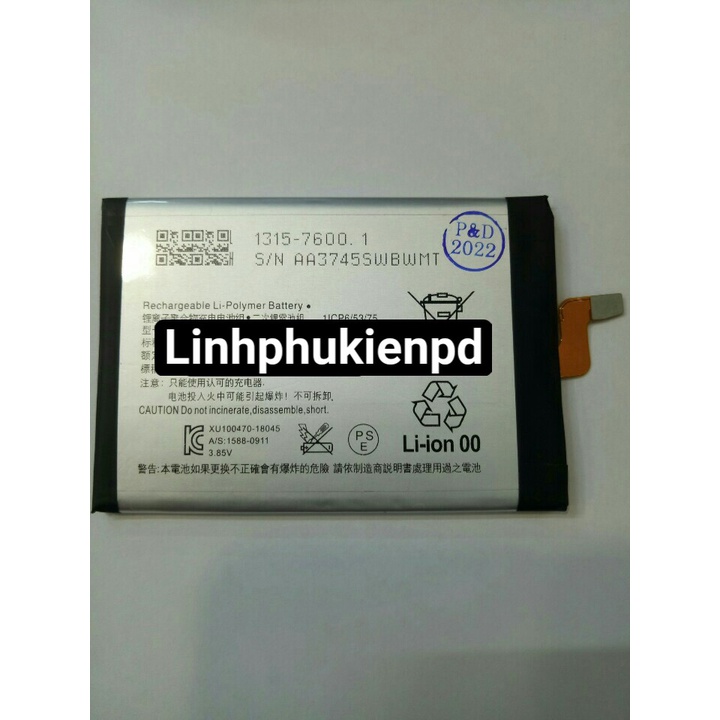 1315-7600.1
S/N AA3745SWBWMT
P&D
2022
Rechargeable Li-Polymer Battery •
1ICP6/53/75
Linhphukienpd
注意：只能使用认可的充电器.
电池投入火中可能引起爆炸！不可拆卸.
CAUTION Do not incinerate,disassemble,short.
XU100470-18045
A/S:1588-0911
3.85V
PS
E
Li-ion 00
警告:本電池如果更换不正確會有爆炸的危險 請依制造商説明書處理用過之電池